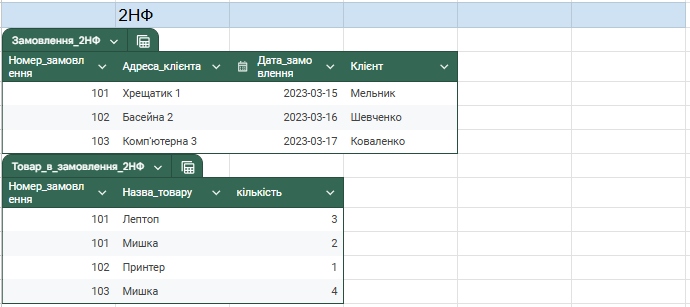 2НФ
Замовлення_2НФ
Номер_замовлення Адреса_клієнта Дата_замовлення Клієнт
101 Хрещатик 1 2023-03-15 Мельник
102 Басейна 2 2023-03-16 Шевченко
103 Комп'ютерна 3 2023-03-17 Коваленко
Товар_в_замовлення_2НФ
Номер_замовлення Назва_товару кількість
101 Лептоп 3
101 Мишка 2
102 Принтер 1
103 Мишка 4